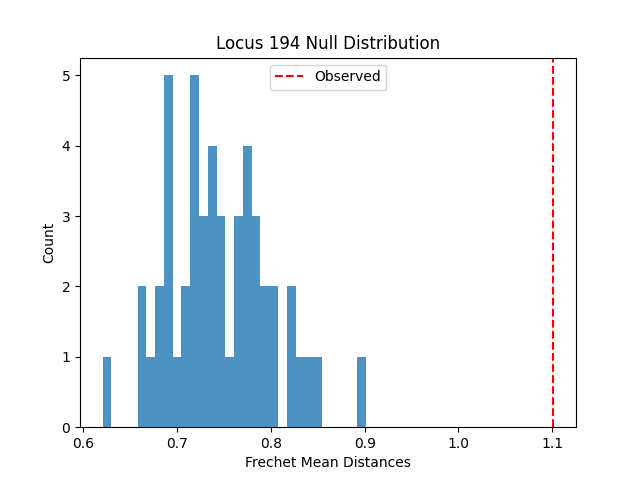 Locus 194 Null Distribution
Observed
5
4
3
2
1
0
Count
0.6 0.7 0.8 0.9 1.0 1.1
Frechet Mean Distances